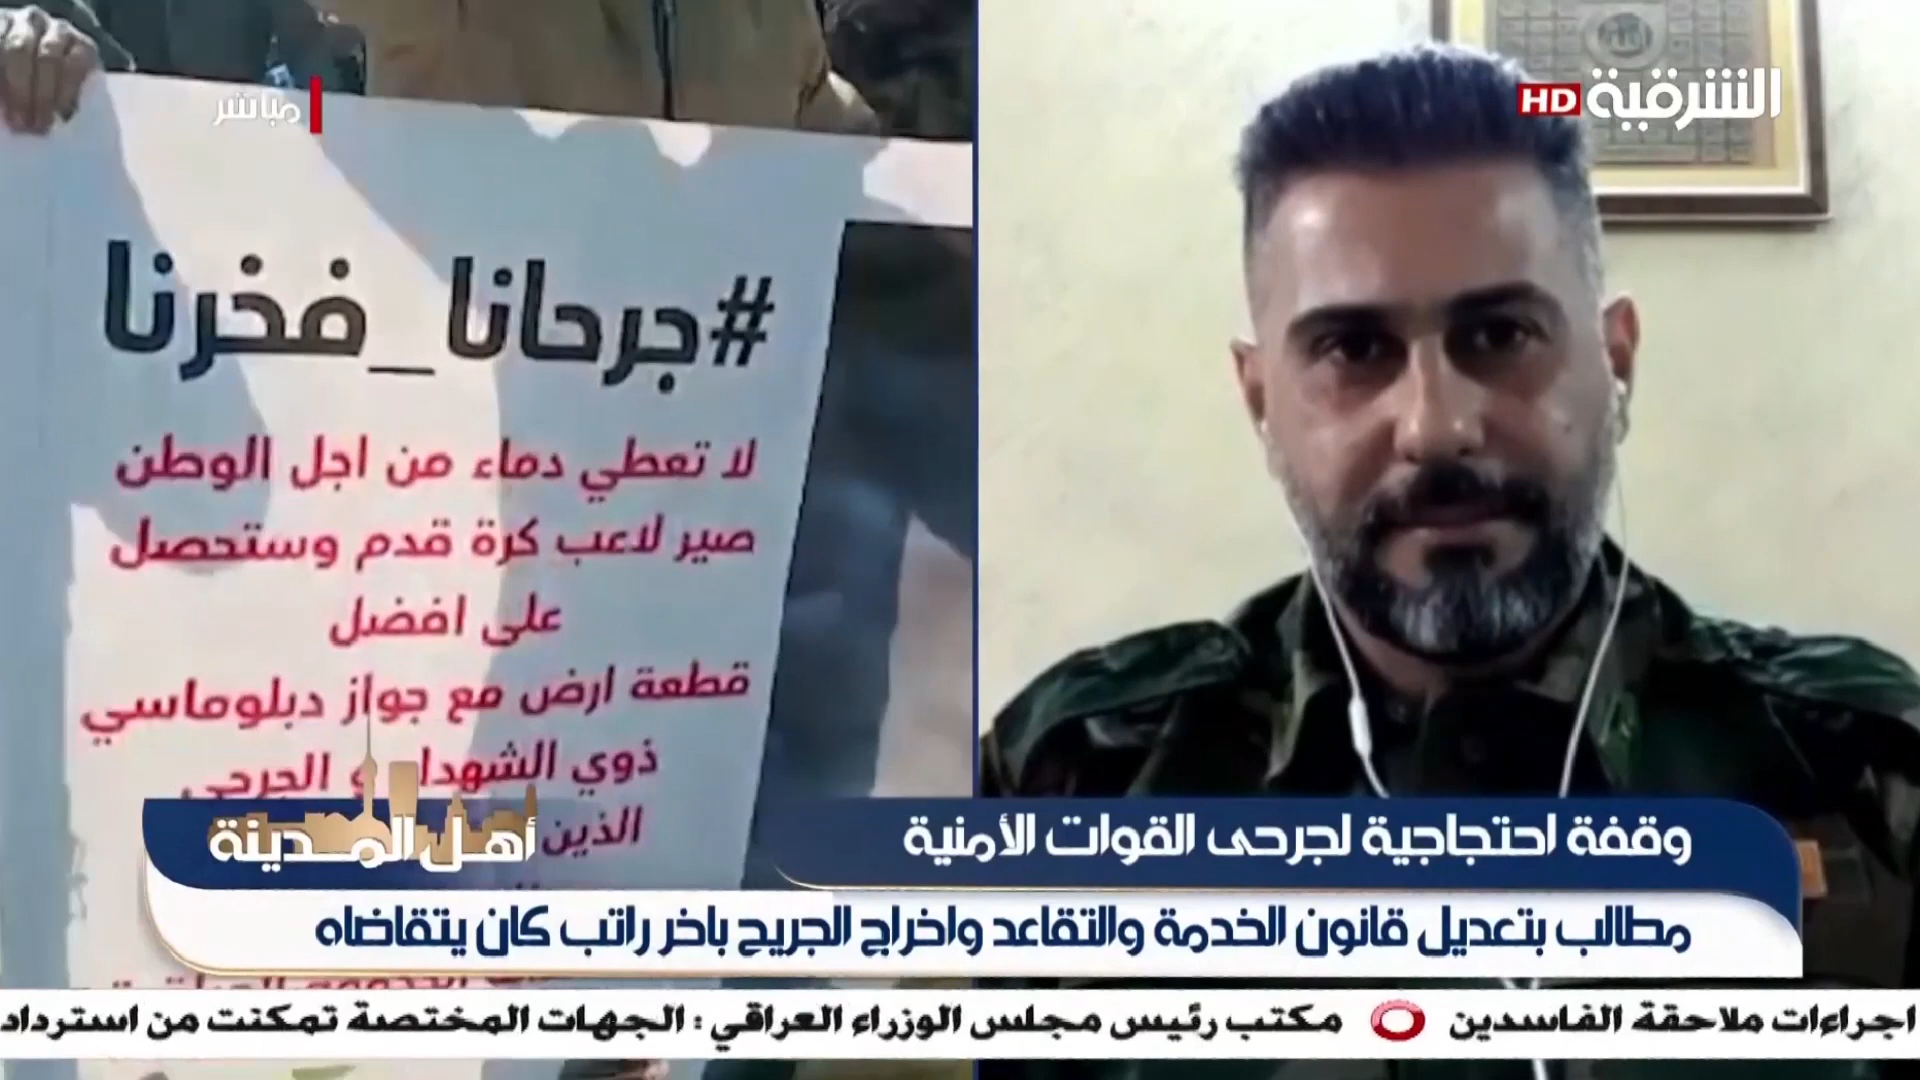 مباشر
الشرقية HD
#جرحانا_فخرنا
لا تعطي دماء من اجل الوطن
صير لاعب كرة قدم وستحصل
على افضل
قطعة ارض مع جواز دبلوماسي
ذوي الشهداء و الجرحى
الذين
وقفة احتجاجية لجرحى القوات الأمنية
أهل المدينة
مطالب بتعديل قانون الخدمة والتقاعد واخراج الجريح باخر راتب كان يتقاضاه
اجراءات ملاحقة الفاسدين
مكتب رئيس مجلس الوزراء العراقي : الجهات المختصة تمكنت من استرداد